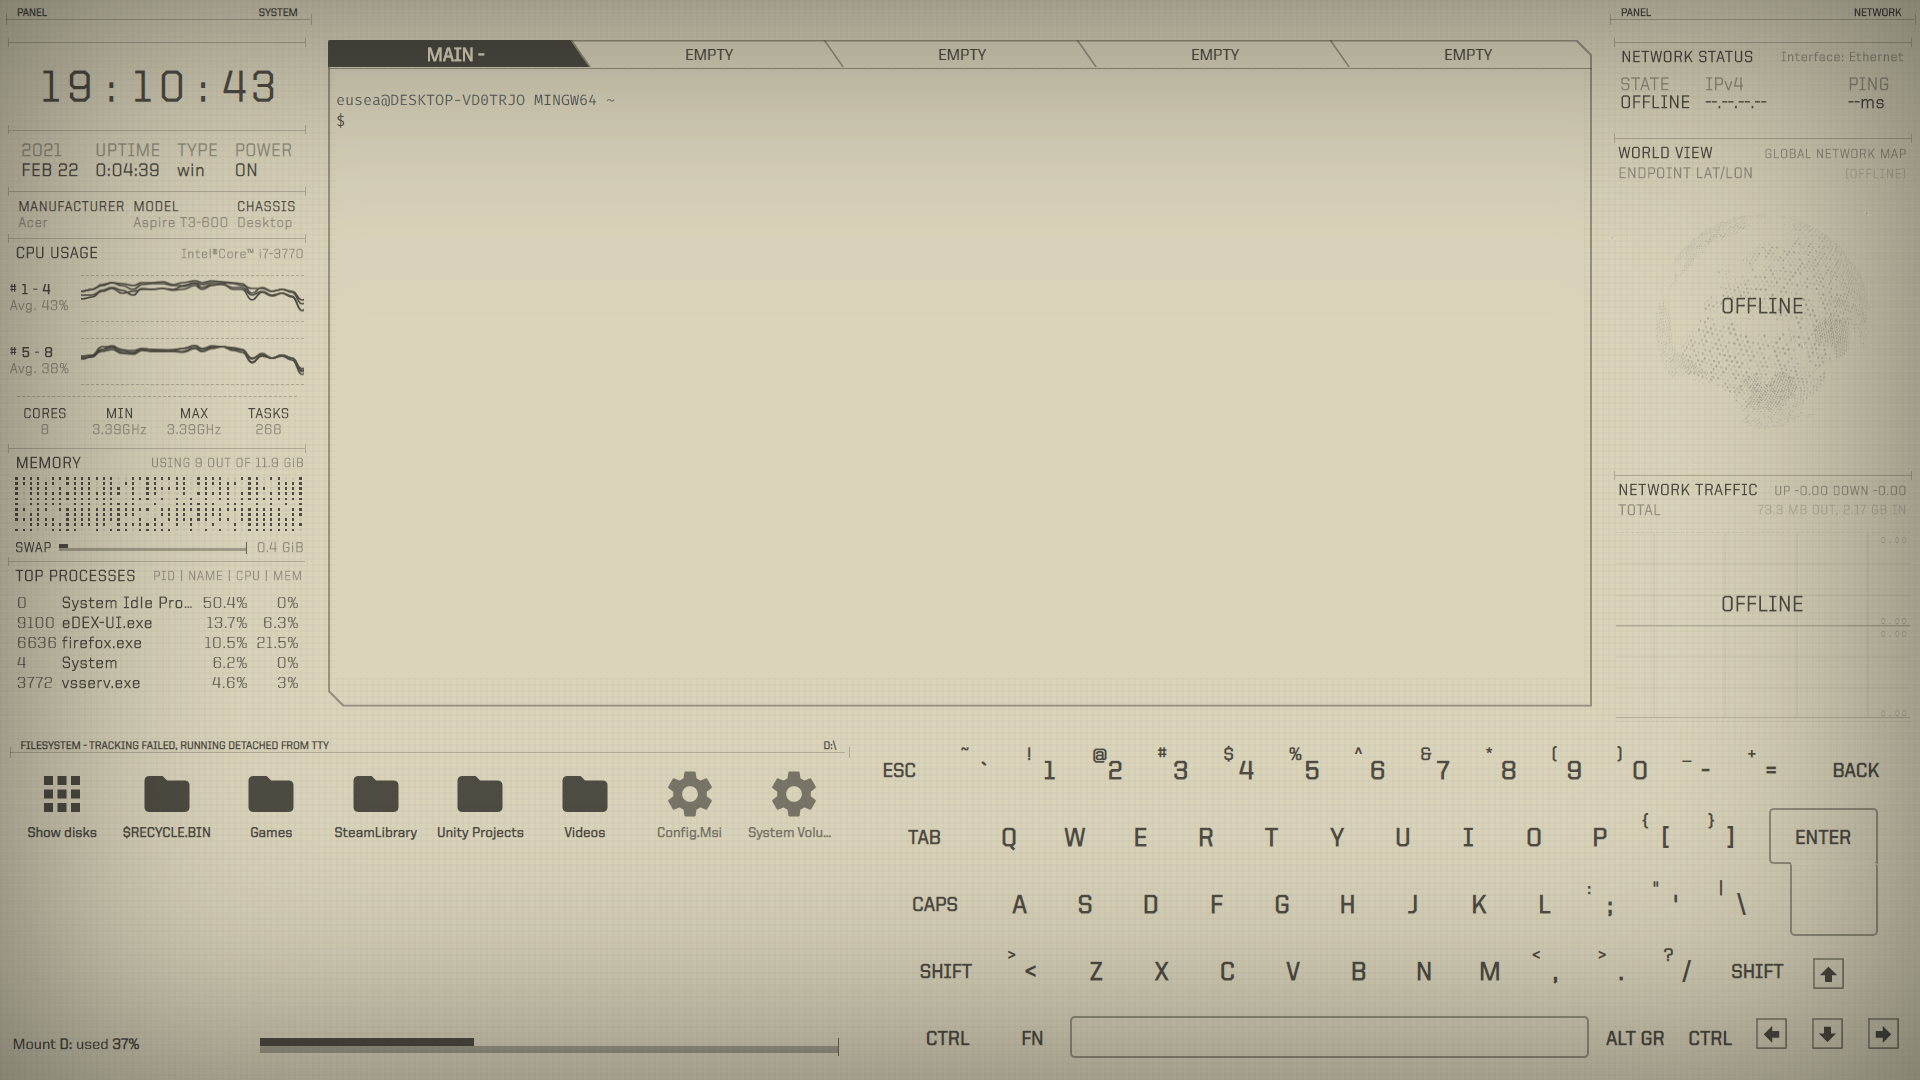 PANEL SYSTEM
19:10:43
2021 UPTIME TYPE POWER
FEB 22 0:04:39 win ON
MANUFACTURER MODEL CHASSIS
Acer Aspire T3-600 Desktop
CPU USAGE Intel®Core™ i7-3770
# 1 - 4
Avg. 43%
# 5 - 8
Avg. 38%
CORES MIN MAX TASKS
8 3.39GHz 3.39GHz 268
MEMORY USING 9 OUT OF 11.9 GiB
SWAP 0.4 GiB
TOP PROCESSES PID | NAME | CPU | MEM
0 System Idle Pro... 50.4% 0%
9100 eDEX-UI.exe 13.7% 6.3%
6636 firefox.exe 10.5% 21.5%
4 System 6.2% 0%
3772 vsserv.exe 4.6% 3%
MAIN - EMPTY EMPTY EMPTY EMPTY
eusea@DESKTOP-VD0TRJO MINGW64 ~
$
PANEL NETWORK
NETWORK STATUS Interface: Ethernet
STATE IPv4 PING
OFFLINE --.--.--.-- --ms
WORLD VIEW GLOBAL NETWORK MAP
ENDPOINT LAT/LON (OFFLINE)
OFFLINE
NETWORK TRAFFIC UP -0.00 DOWN -0.00
TOTAL 73.3 MB OUT, 2.17 GB IN
0.00
OFFLINE
0.00
0.00
0.00
FILESYSTEM - TRACKING FAILED, RUNNING DETACHED FROM TTY D:\
Show disks $RECYCLE.BIN Games SteamLibrary Unity Projects Videos Config.Msi System Volu...
Mount D: used 37%
ESC ~ ` ! 1 @ 2 # 3 $ 4 % 5 ^ 6 & 7 * 8 ( 9 ) 0 _ - + = BACK
TAB Q W E R T Y U I O P { [ } ] ENTER
CAPS A S D F G H J K L : ; " ' | \
SHIFT > < Z X C V B N M < , > . ? / SHIFT
CTRL FN ALT GR CTRL